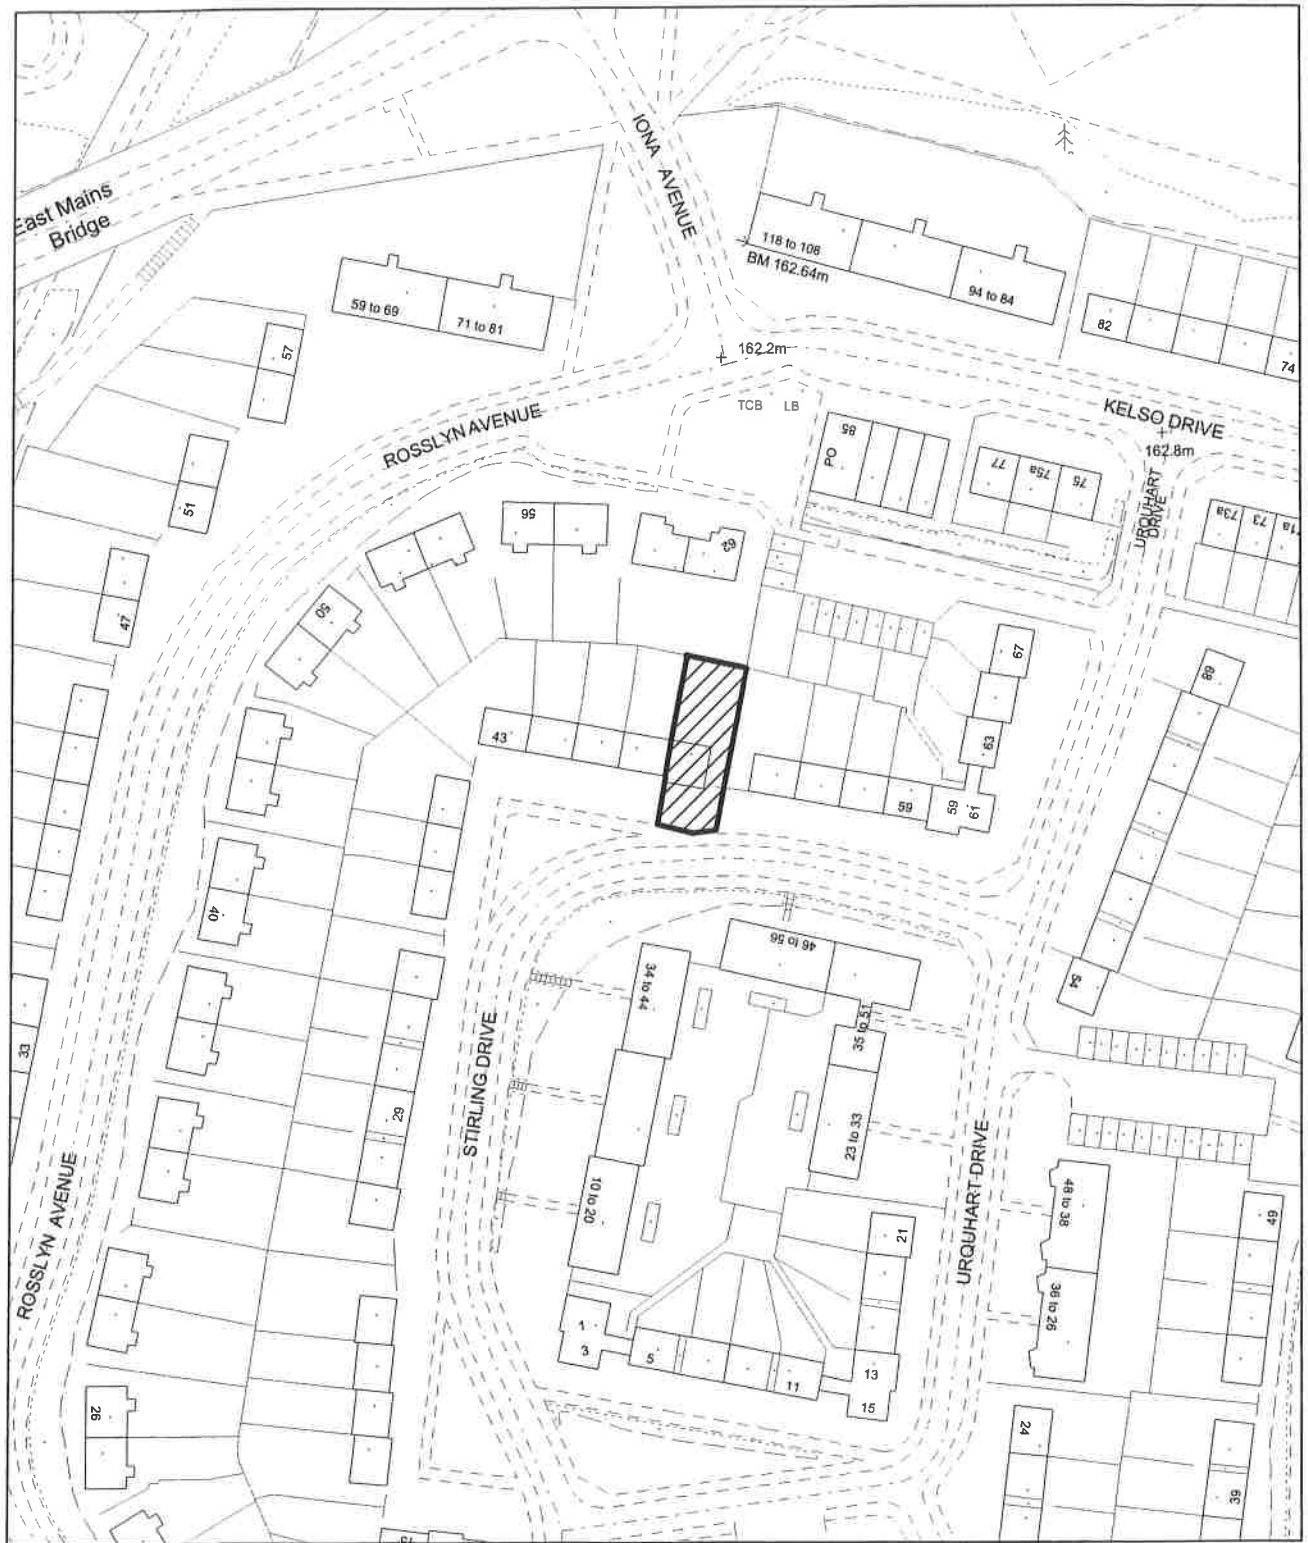 IONA AVENUE
East Mains
Bridge
118 to 108
BM 162.64m
94 to 84
59 to 69
71 to 81
82
74
57
162.2m
TCB LB
KELSO DRIVE
162.8m
ROSSLYN AVENUE
85
PO
77
75a
75
URQUHART
DRIVE
73a
73
71a
51
56
62
50
47
67
68
43
63
59
59
61
40
46 to 56
34 to 44
54
35 to 51
33
STIRLING DRIVE
29
23 to 33
URQUHART DRIVE
10 to 20
48 to 38
49
21
ROSSLYN AVENUE
36 to 26
1
3
5
11
13
15
26
24
39